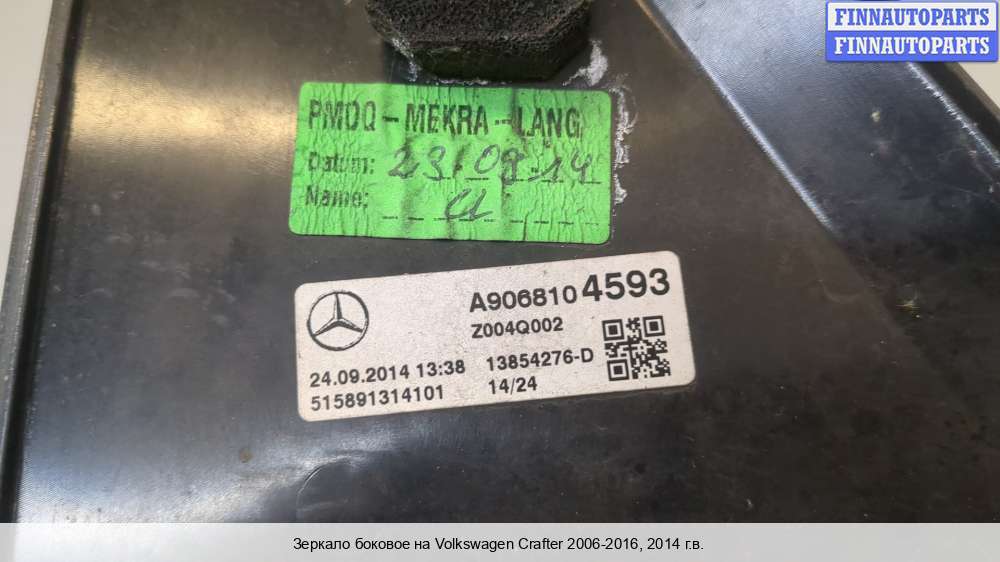 FINNAUTOPARTS
FINNAUTOPARTS
PMDQ-MEKRA-LANG
Datum: 23.09.14
Name:
A906810 4593
Z004Q002
24.09.2014 13:38 13854276-D
515891314101 14/24
Зеркало боковое на Volkswagen Crafter 2006-2016, 2014 г.в.